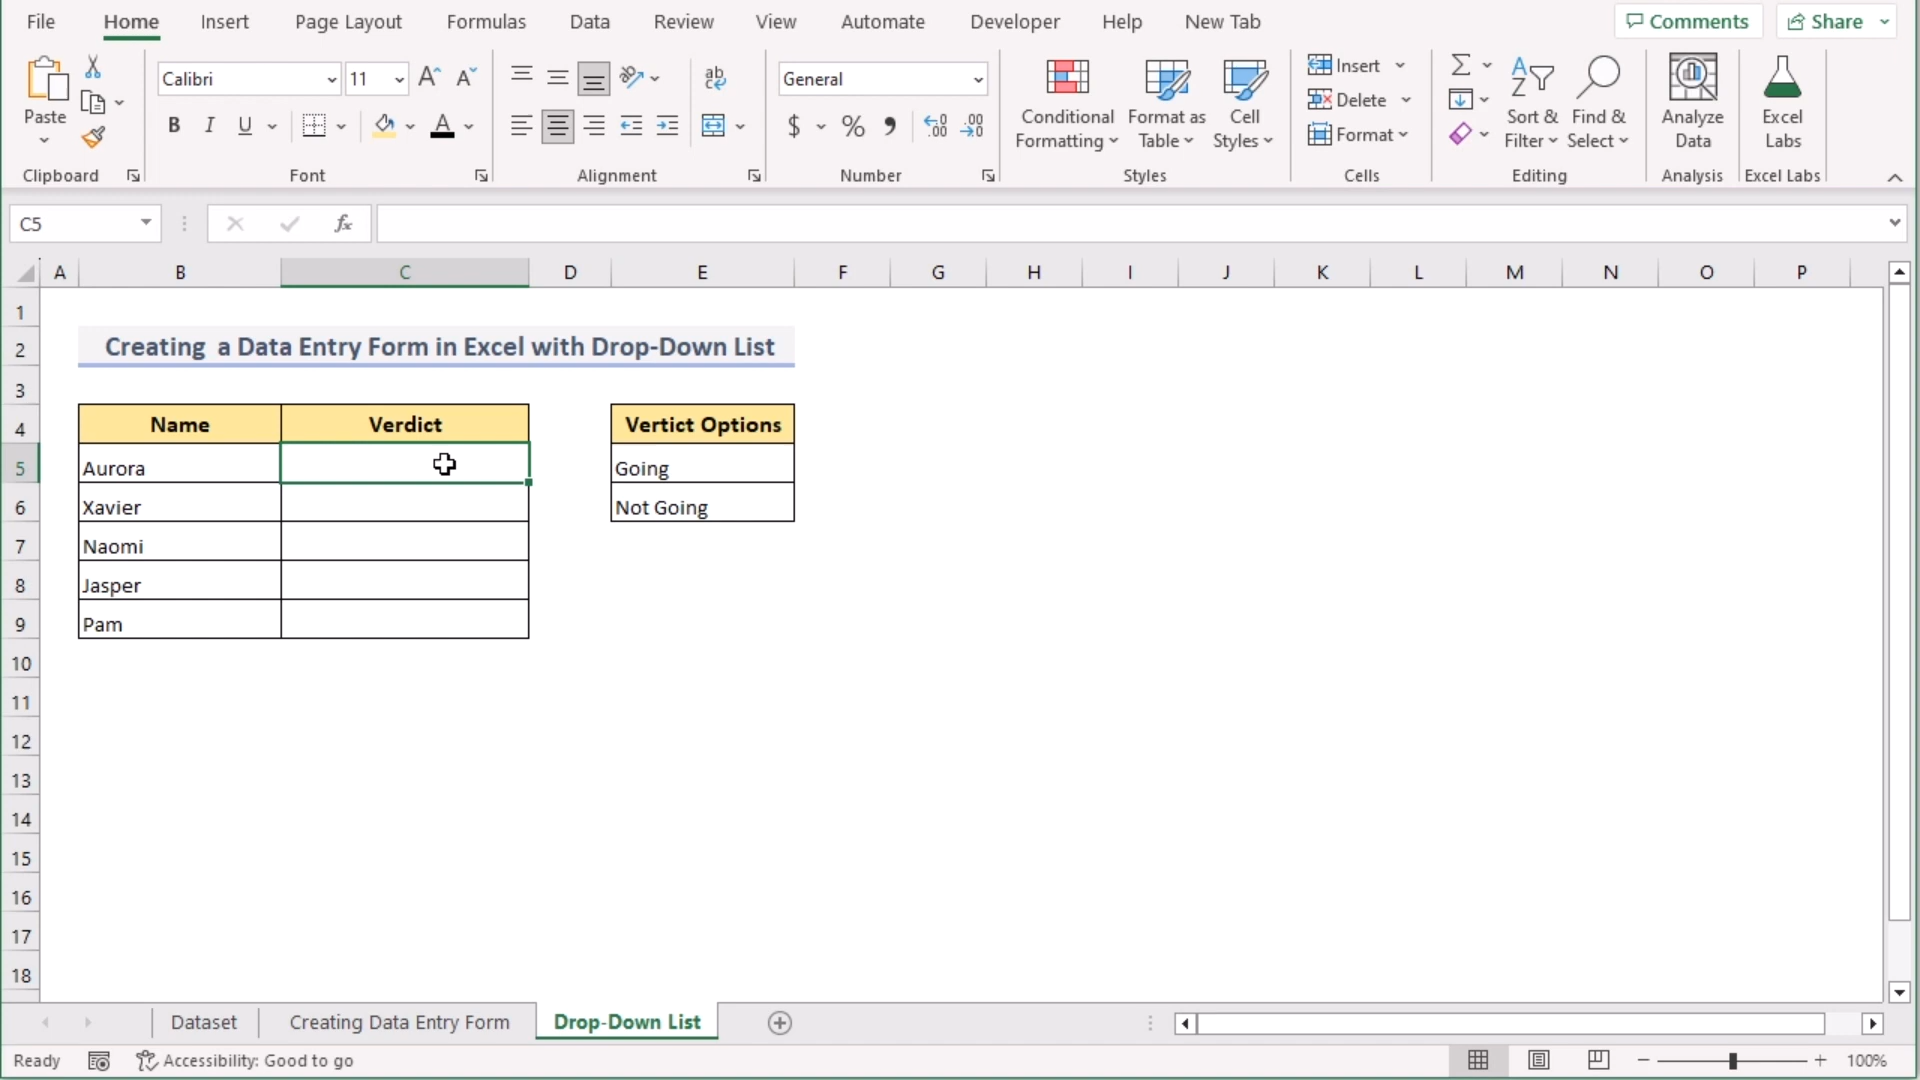 File Home Insert Page Layout Formulas Data Review View Automate Developer Help New Tab Comments Share
Paste
Calibri 11
B I U
ab
General
$ %
Conditional Formatting
Format as Table
Cell Styles
Insert
Delete
Format
Sort & Filter
Find & Select
Analyze Data
Excel Labs
Clipboard Font Alignment Number Styles Cells Editing Analysis Excel Labs
C5 fx
A B C D E F G H I J K L M N O P
1
2 Creating a Data Entry Form in Excel with Drop-Down List
3
4 Name Verdict Vertict Options
5 Aurora Going
6 Xavier Not Going
7 Naomi
8 Jasper
9 Pam
10
11
12
13
14
15
16
17
18
Dataset Creating Data Entry Form Drop-Down List
Ready Accessibility: Good to go 100%